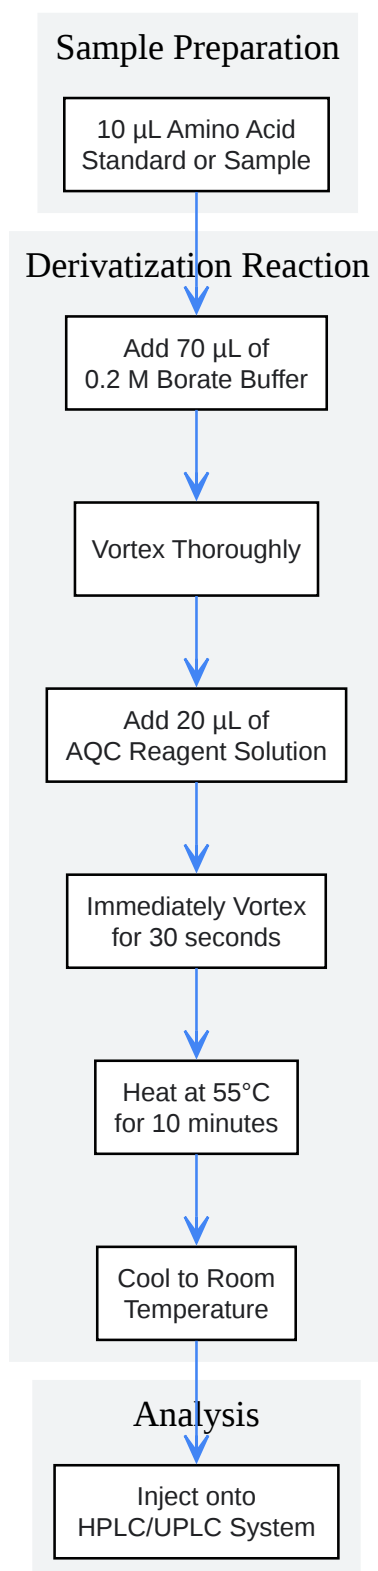 Sample Preparation
10 µL Amino Acid
Standard or Sample
Derivatization Reaction
Add 70 µL of
0.2 M Borate Buffer
Vortex Thoroughly
Add 20 µL of
AQC Reagent Solution
Immediately Vortex
for 30 seconds
Heat at 55°C
for 10 minutes
Cool to Room
Temperature
Analysis
Inject onto
HPLC/UPLC System